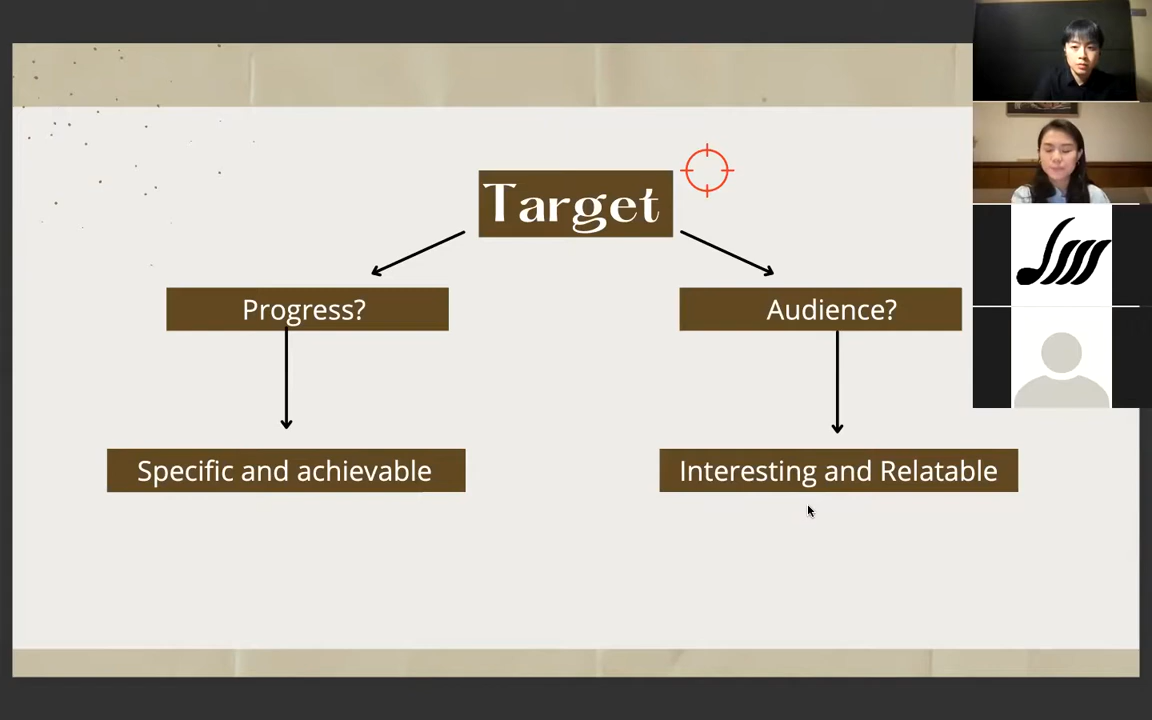 Target
Progress?
Audience?
Specific and achievable
Interesting and Relatable